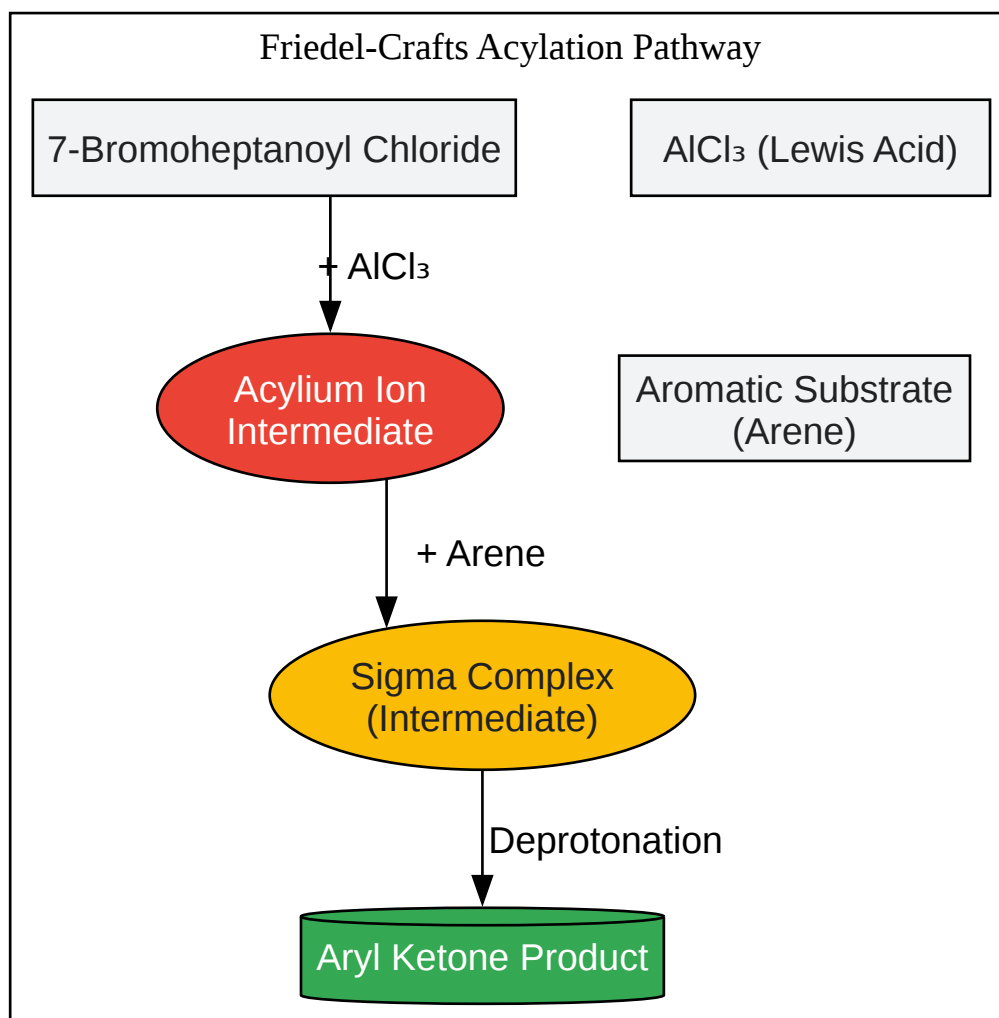 Friedel-Crafts Acylation Pathway
7-Bromoheptanoyl Chloride
AlCl₃ (Lewis Acid)
+ AlCl₃
Acylium Ion
Intermediate
Aromatic Substrate
(Arene)
+ Arene
Sigma Complex
(Intermediate)
Deprotonation
Aryl Ketone Product